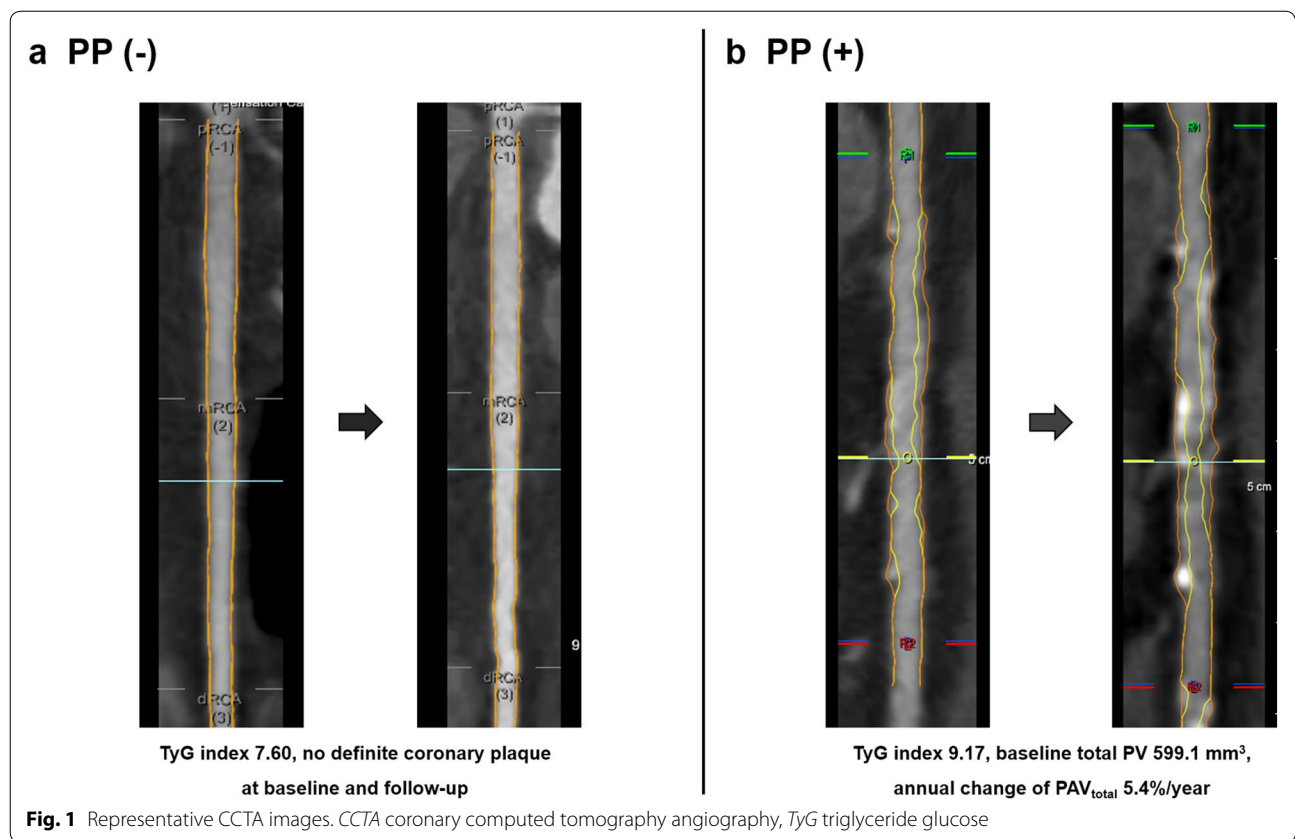 a PP (-)
b PP (+)
pRCA
(-1)
mRCA
(2)
dRCA
(3)
pRCA
(1)
pRCA
(-1)
mRCA
(2)
9
dRCA
(3)
O
5 cm
O
5 cm
TyG index 7.60, no definite coronary plaque
at baseline and follow-up
TyG index 9.17, baseline total PV 599.1 mm³,
annual change of PAVtotal 5.4%/year
Fig. 1 Representative CCTA images. CCTA coronary computed tomography angiography, TyG triglyceride glucose